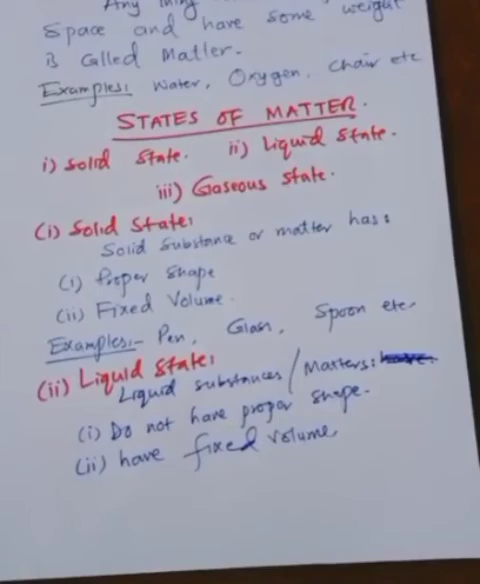 Any thing
Space and have some weight
is Called Matter.
Examples: Water, Oxygen, Chair etc
STATES OF MATTER.
i) Solid State. ii) Liquid State.
iii) Gaseous State.
(i) Solid State:
Solid Substance or matter has:
(i) Proper Shape
(ii) Fixed Volume.
Examples:- Pen, Glass, Spoon etc.
(ii) Liquid State:
Liquid substances / Matters:
(i) Do not have proper shape.
(ii) have fixed volume